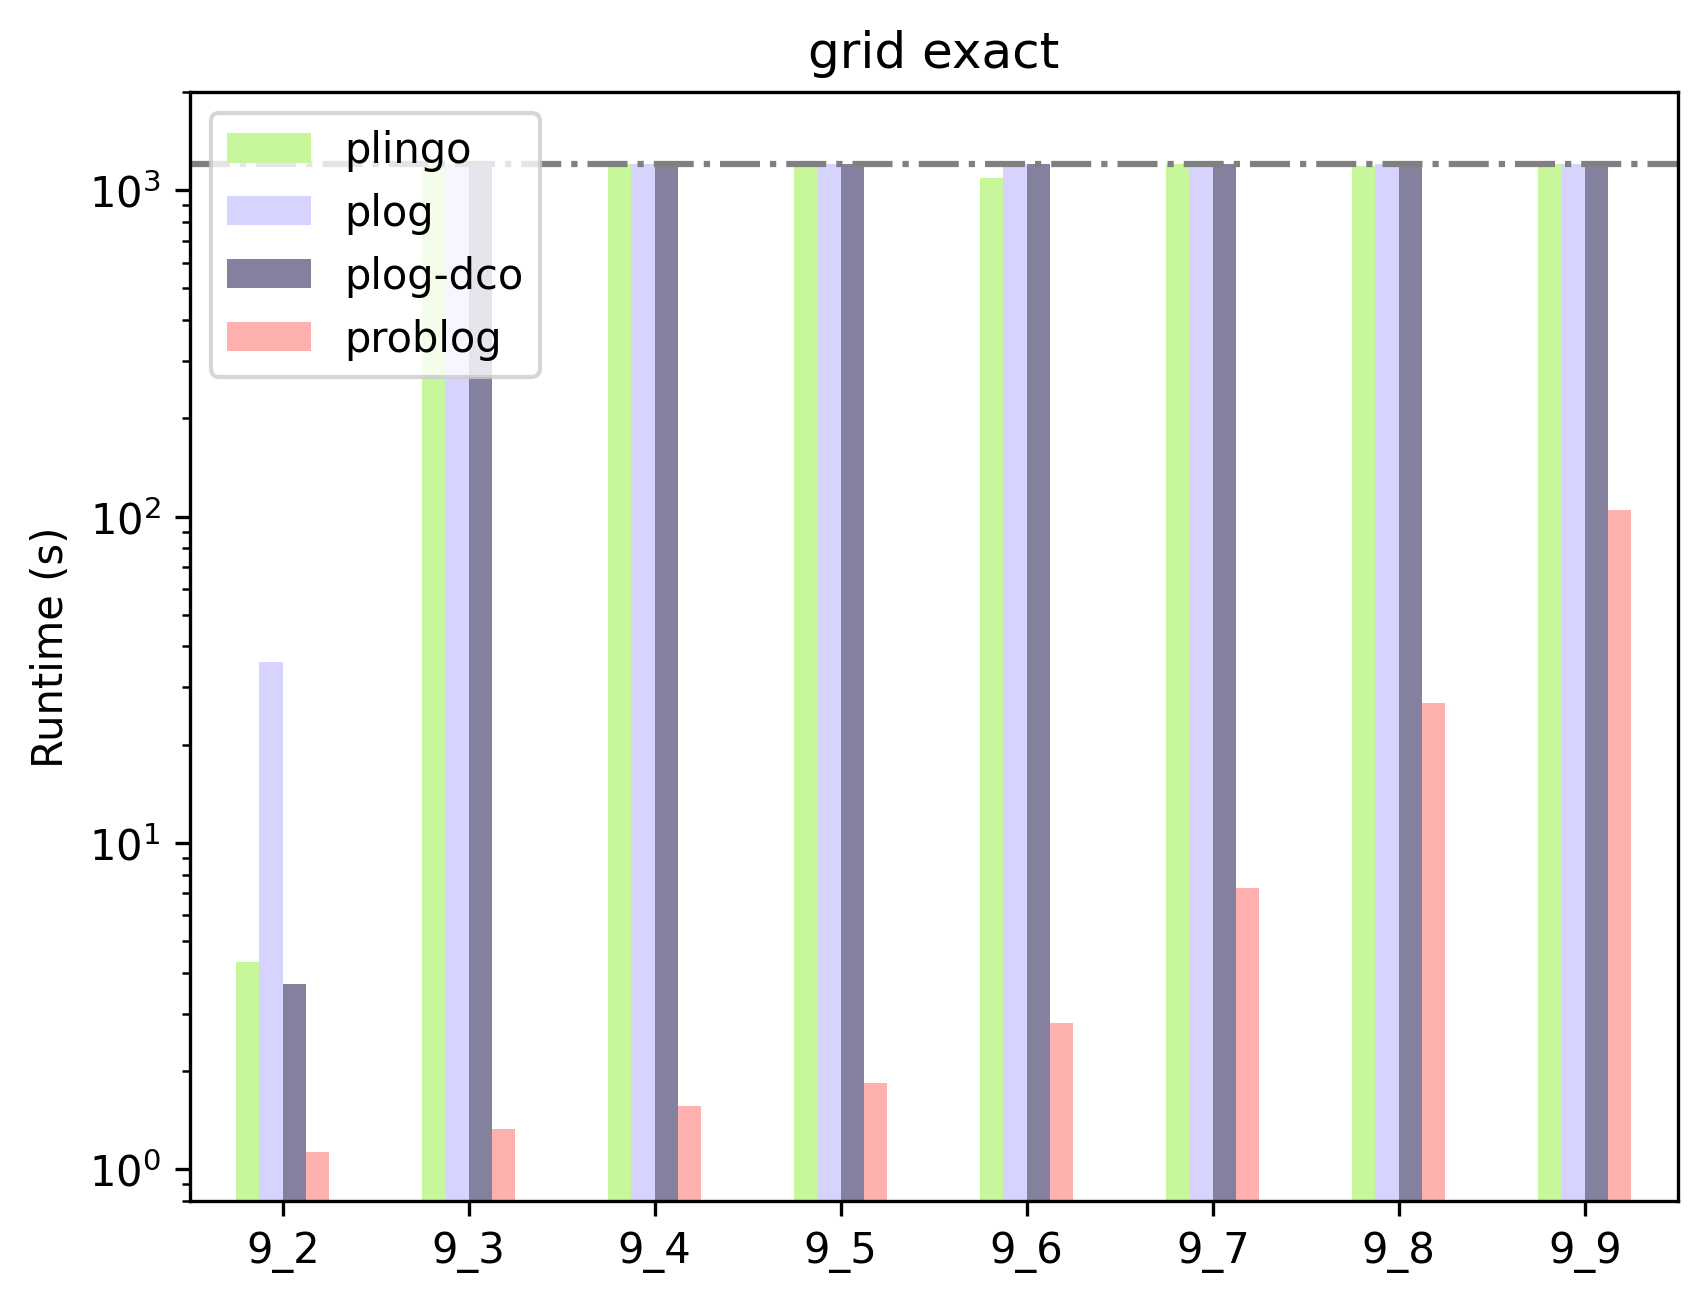 grid exact
plingo
plog
plog-dco
problog
Runtime (s)
10³
10²
10¹
10⁰
9_2 9_3 9_4 9_5 9_6 9_7 9_8 9_9